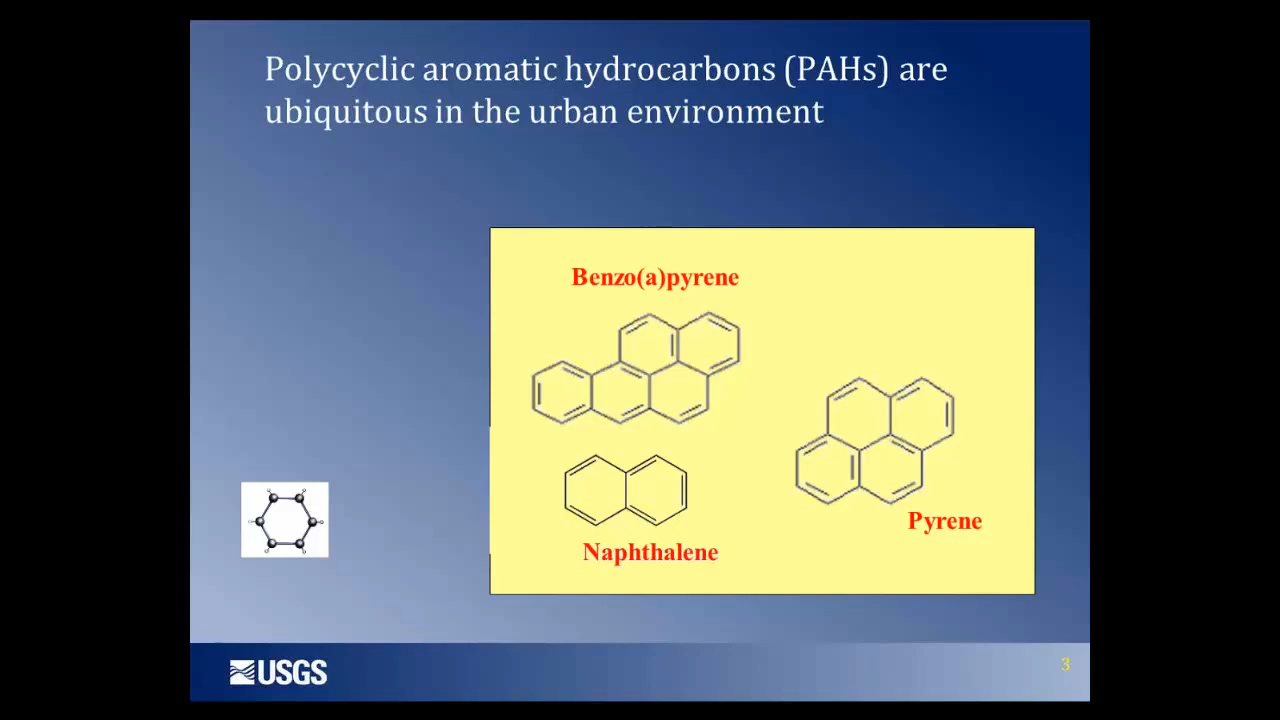 Polycyclic aromatic hydrocarbons (PAHs) are
ubiquitous in the urban environment
Benzo(a)pyrene
Pyrene
Naphthalene
USGS
3